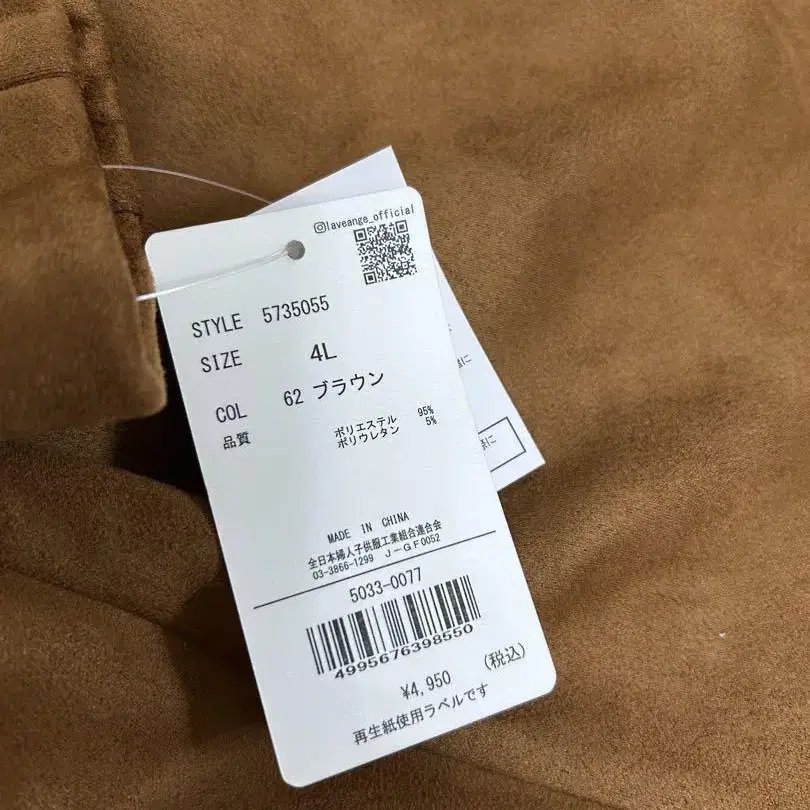 laveange_official
STYLE 5735055
SIZE 4L
COL 62 ブラウン
品質 ポリエステル 95%
ポリウレタン 5%
MADE IN CHINA
全日本婦人子供服工業組合連合会
03-3866-1299 J-GF0052
5033-0077
4995676398550
¥4,950 (税込)
再生紙使用ラベルです
に
様に